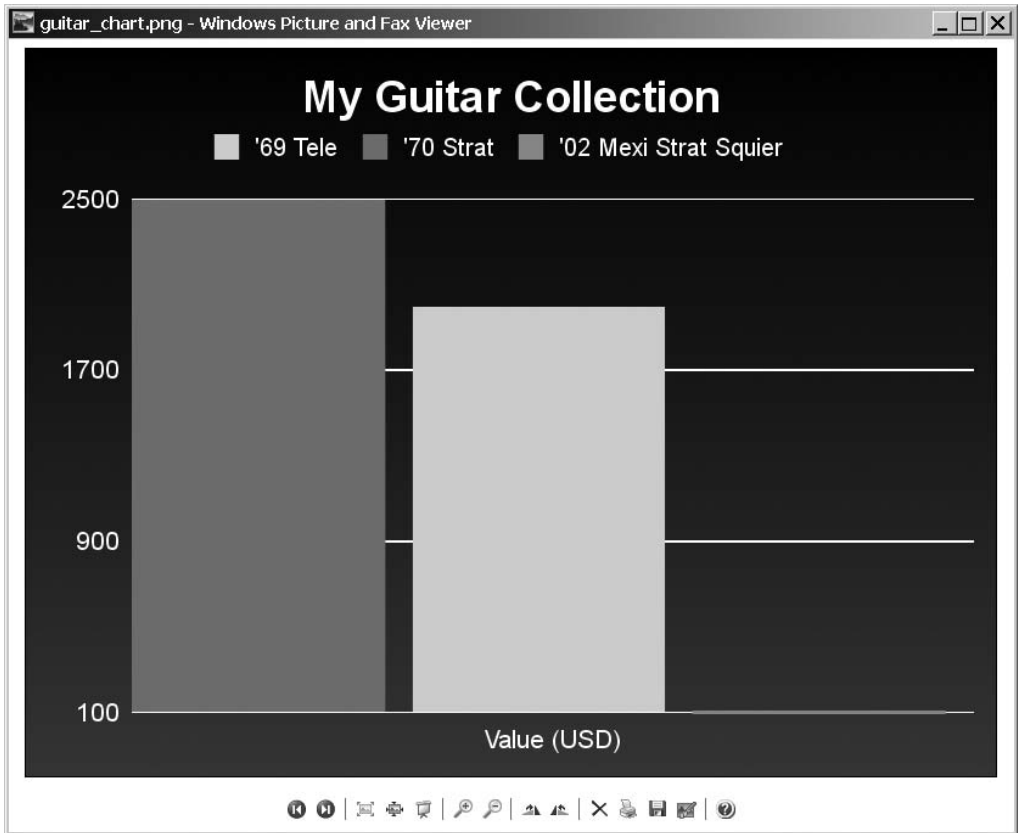 guitar_chart.png - Windows Picture and Fax Viewer
My Guitar Collection
'69 Tele '70 Strat '02 Mexi Strat Squier
2500
1700
900
100
Value (USD)